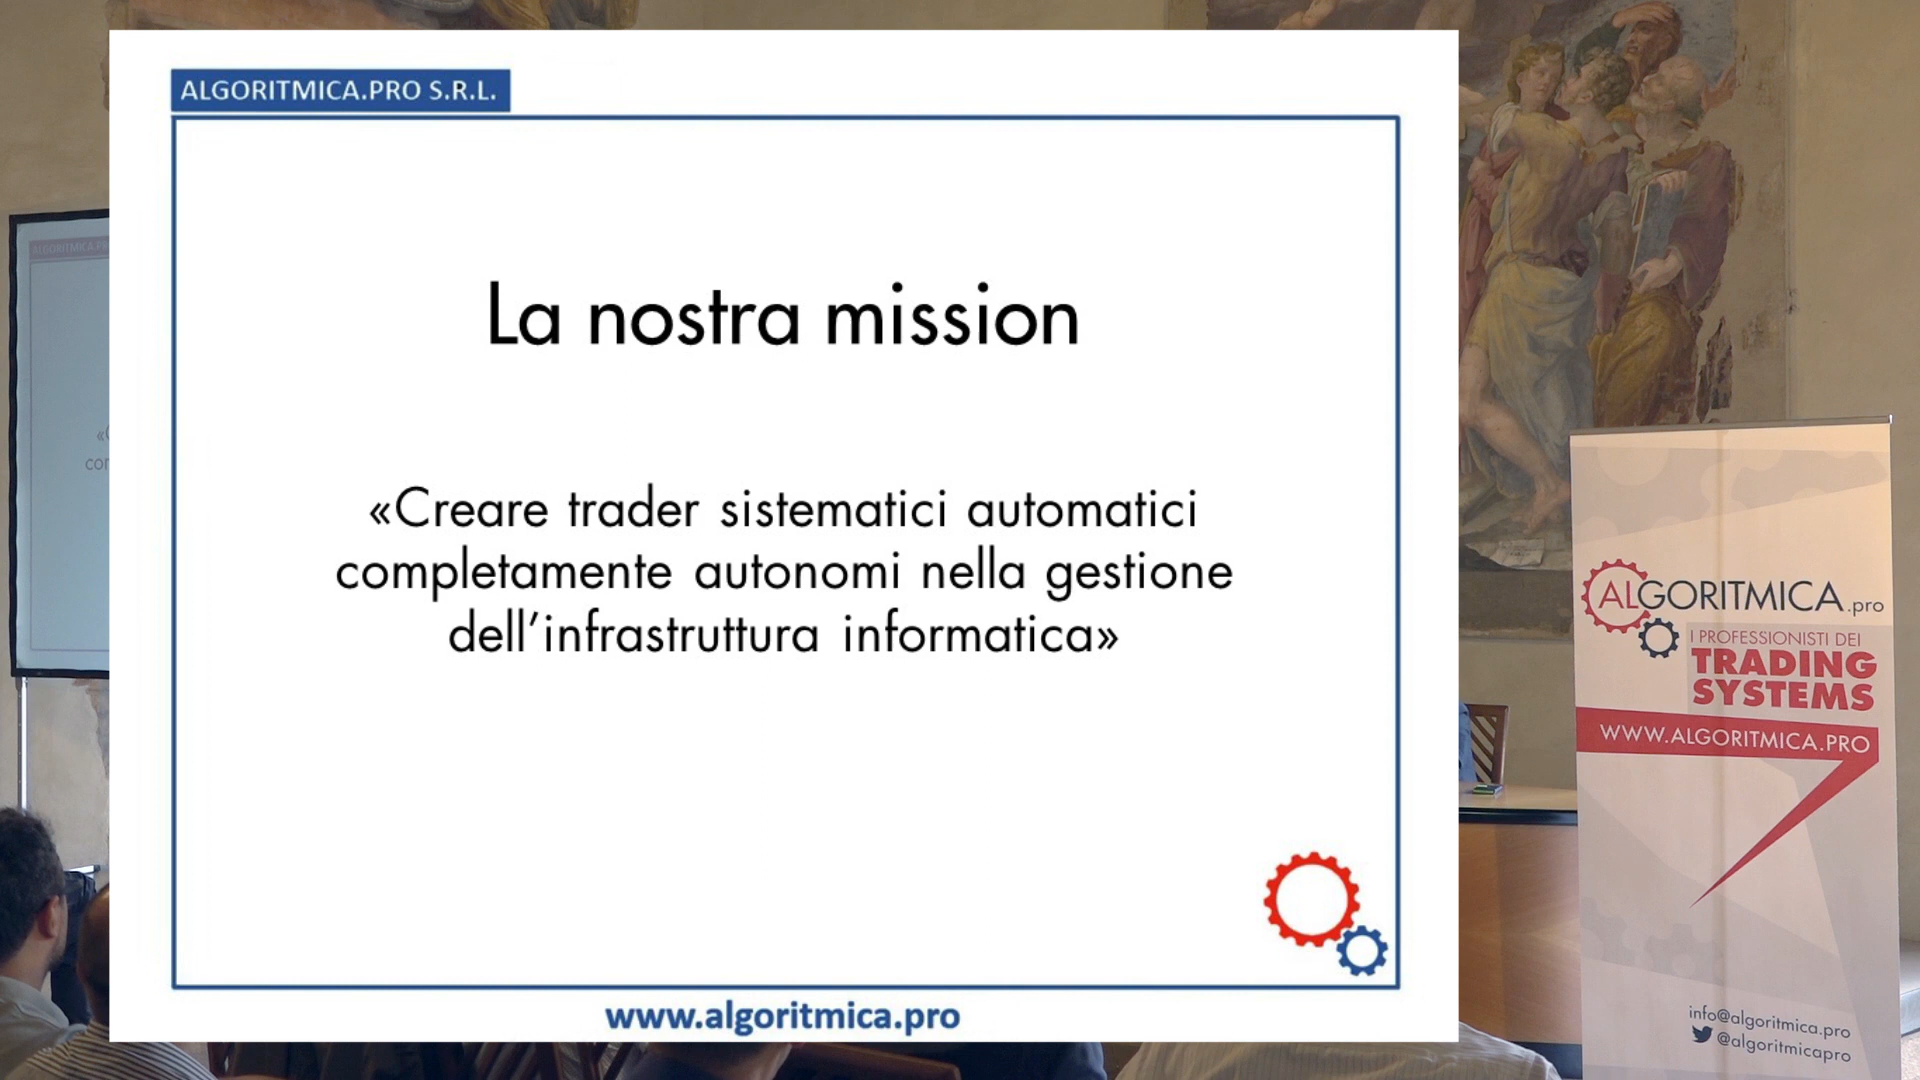 ALGORITMICA.PRO S.R.L.
La nostra mission
«Creare trader sistematici automatici
completamente autonomi nella gestione
dell’infrastruttura informatica»
www.algoritmica.pro
ALGORITMICA.pro
I PROFESSIONISTI DEI
TRADING
SYSTEMS
WWW.ALGORITMICA.PRO
info@algoritmica.pro
@algoritmicapro